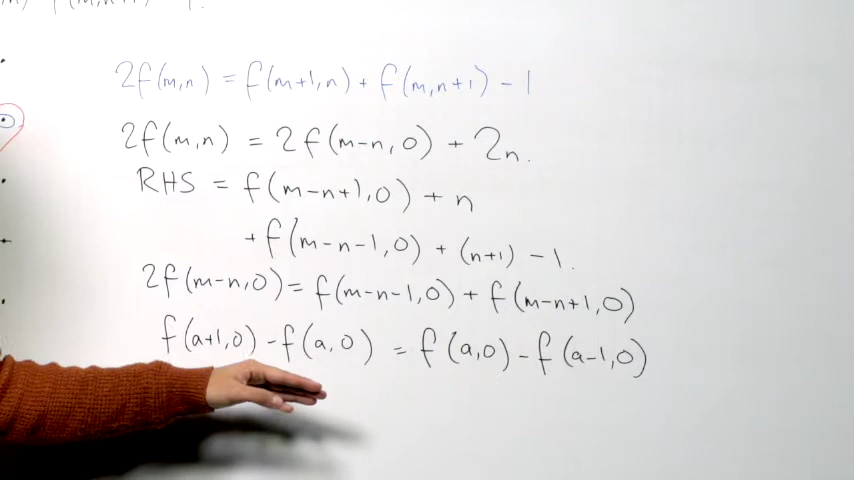 2f(m,n) = f(m+1,n) + f(m,n+1) - 1
2f(m,n) = 2f(m-n,0) + 2n.
RHS = f(m-n+1,0) + n
+f(m-n-1,0) + (n+1) - 1.
2f(m-n,0) = f(m-n-1,0) + f(m-n+1,0)
f(a+1,0) - f(a,0) = f(a,0) - f(a-1,0)